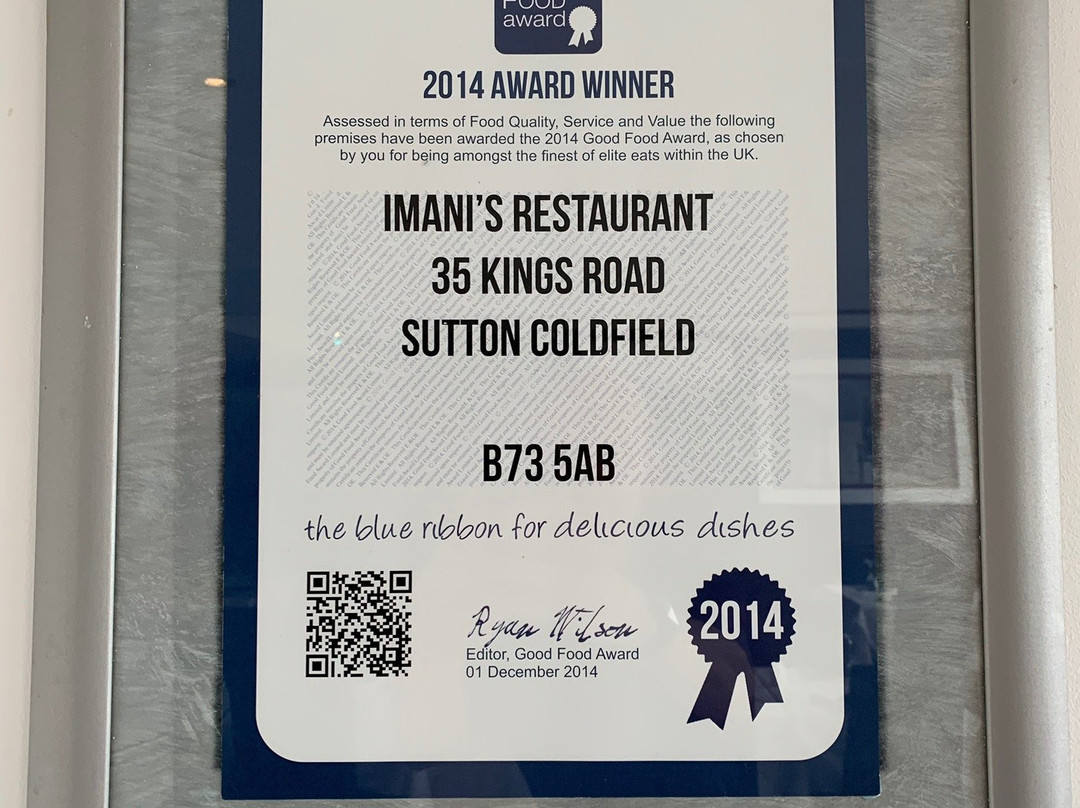 FOOD
award
2014 AWARD WINNER
Assessed in terms of Food Quality, Service and Value the following
premises have been awarded the 2014 Good Food Award, as chosen
by you for being amongst the finest of elite eats within the UK.
IMANI'S RESTAURANT
35 KINGS ROAD
SUTTON COLDFIELD
B73 5AB
the blue ribbon for delicious dishes
Ryan Wilson
Editor, Good Food Award
01 December 2014
2014